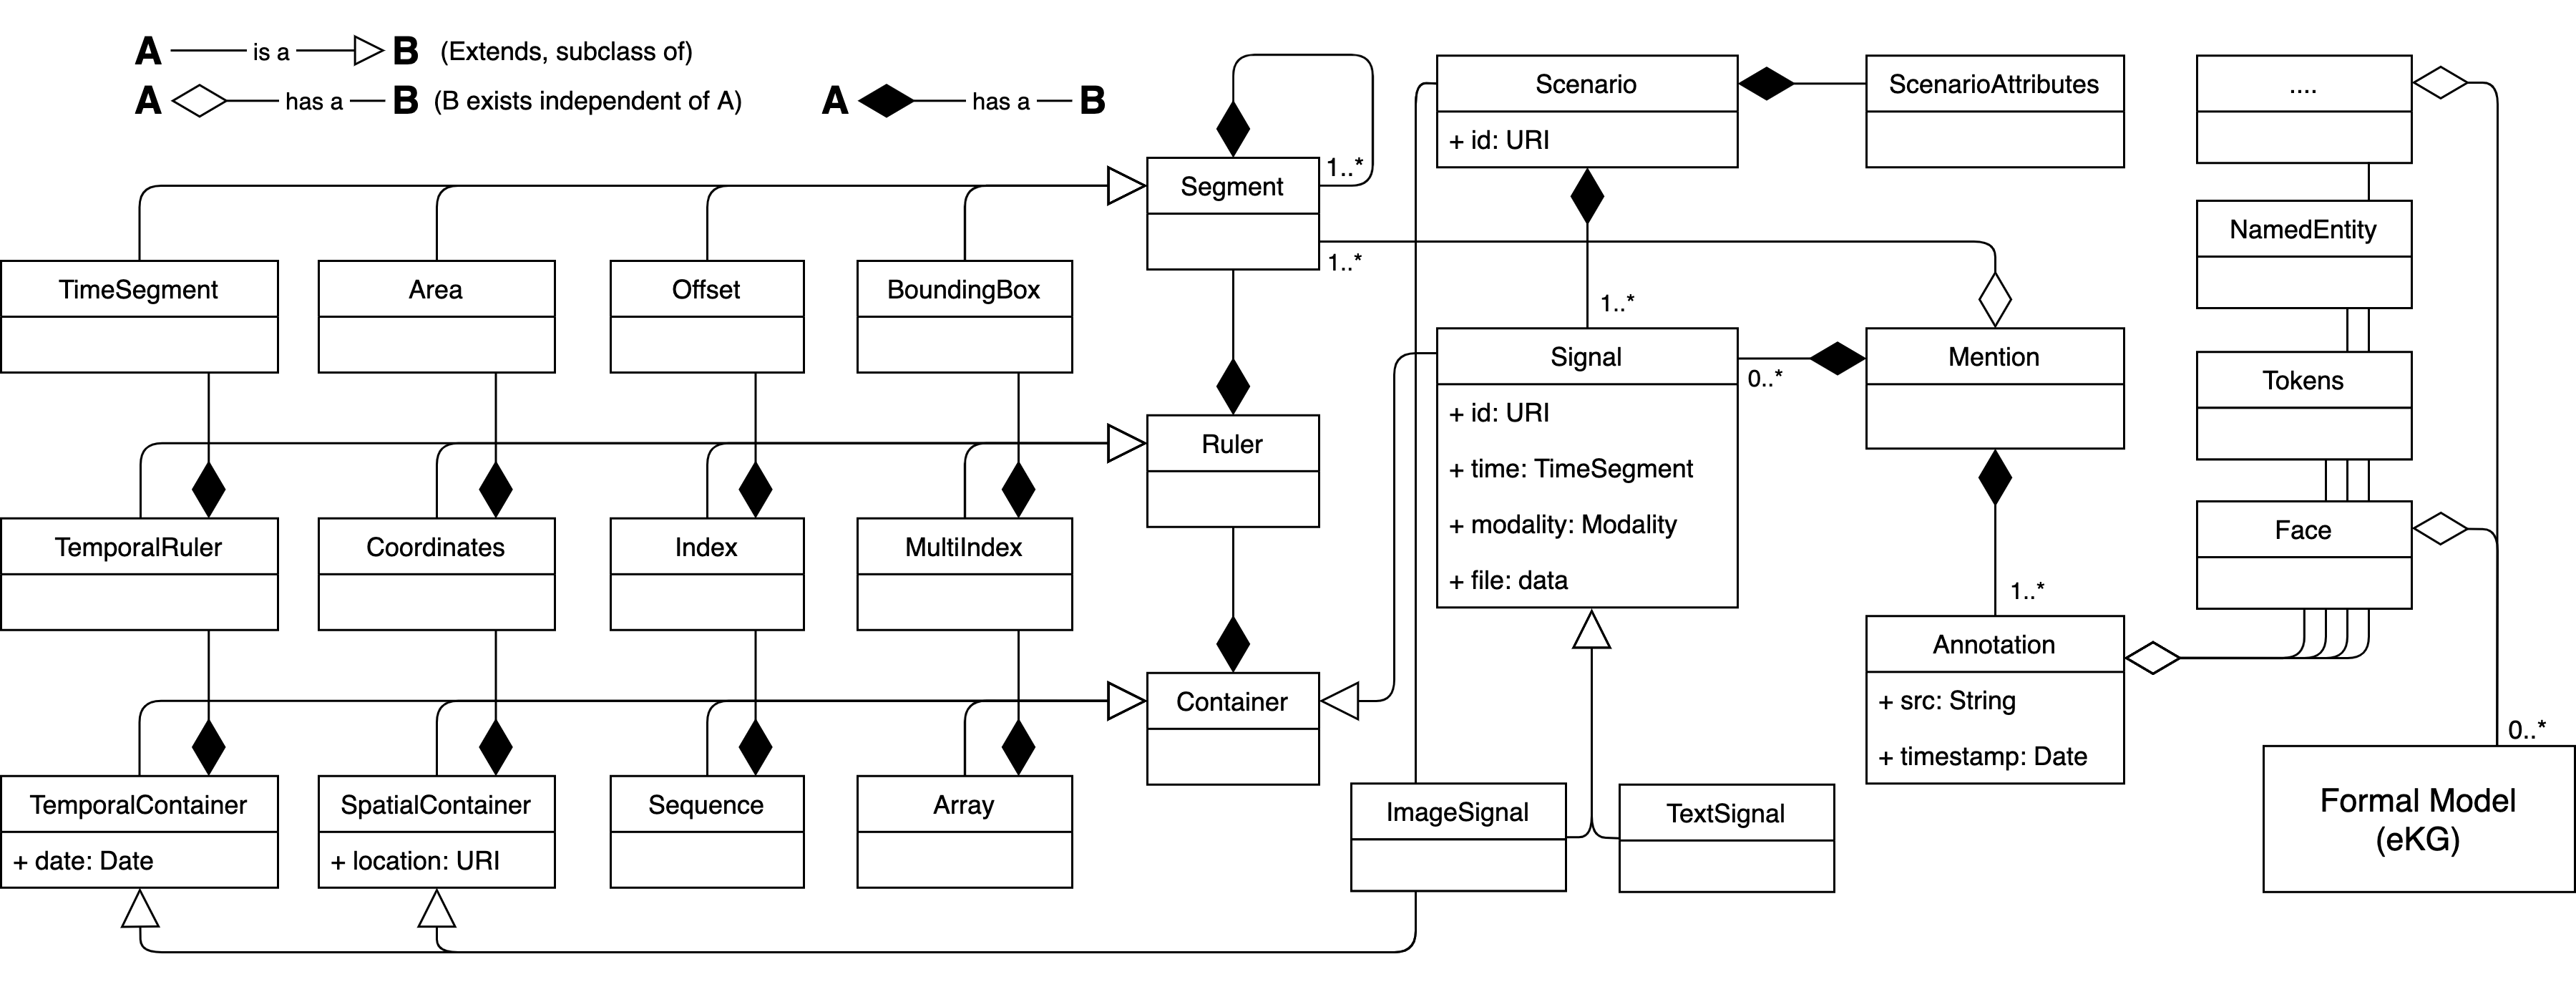 A is a B (Extends, subclass of)
A has a B (B exists independent of A)
A has a B
Segment
1..*
1..*
Scenario
+ id: URI
ScenarioAttributes
....
NamedEntity
TimeSegment
Area
Offset
BoundingBox
1..*
Signal
+ id: URI
+ time: TimeSegment
+ modality: Modality
+ file: data
0..*
Mention
Tokens
Ruler
TemporalRuler
Coordinates
Index
MultiIndex
Face
1..*
Annotation
+ src: String
+ timestamp: Date
Container
0..*
TemporalContainer
+ date: Date
SpatialContainer
+ location: URI
Sequence
Array
ImageSignal
TextSignal
Formal Model
(eKG)